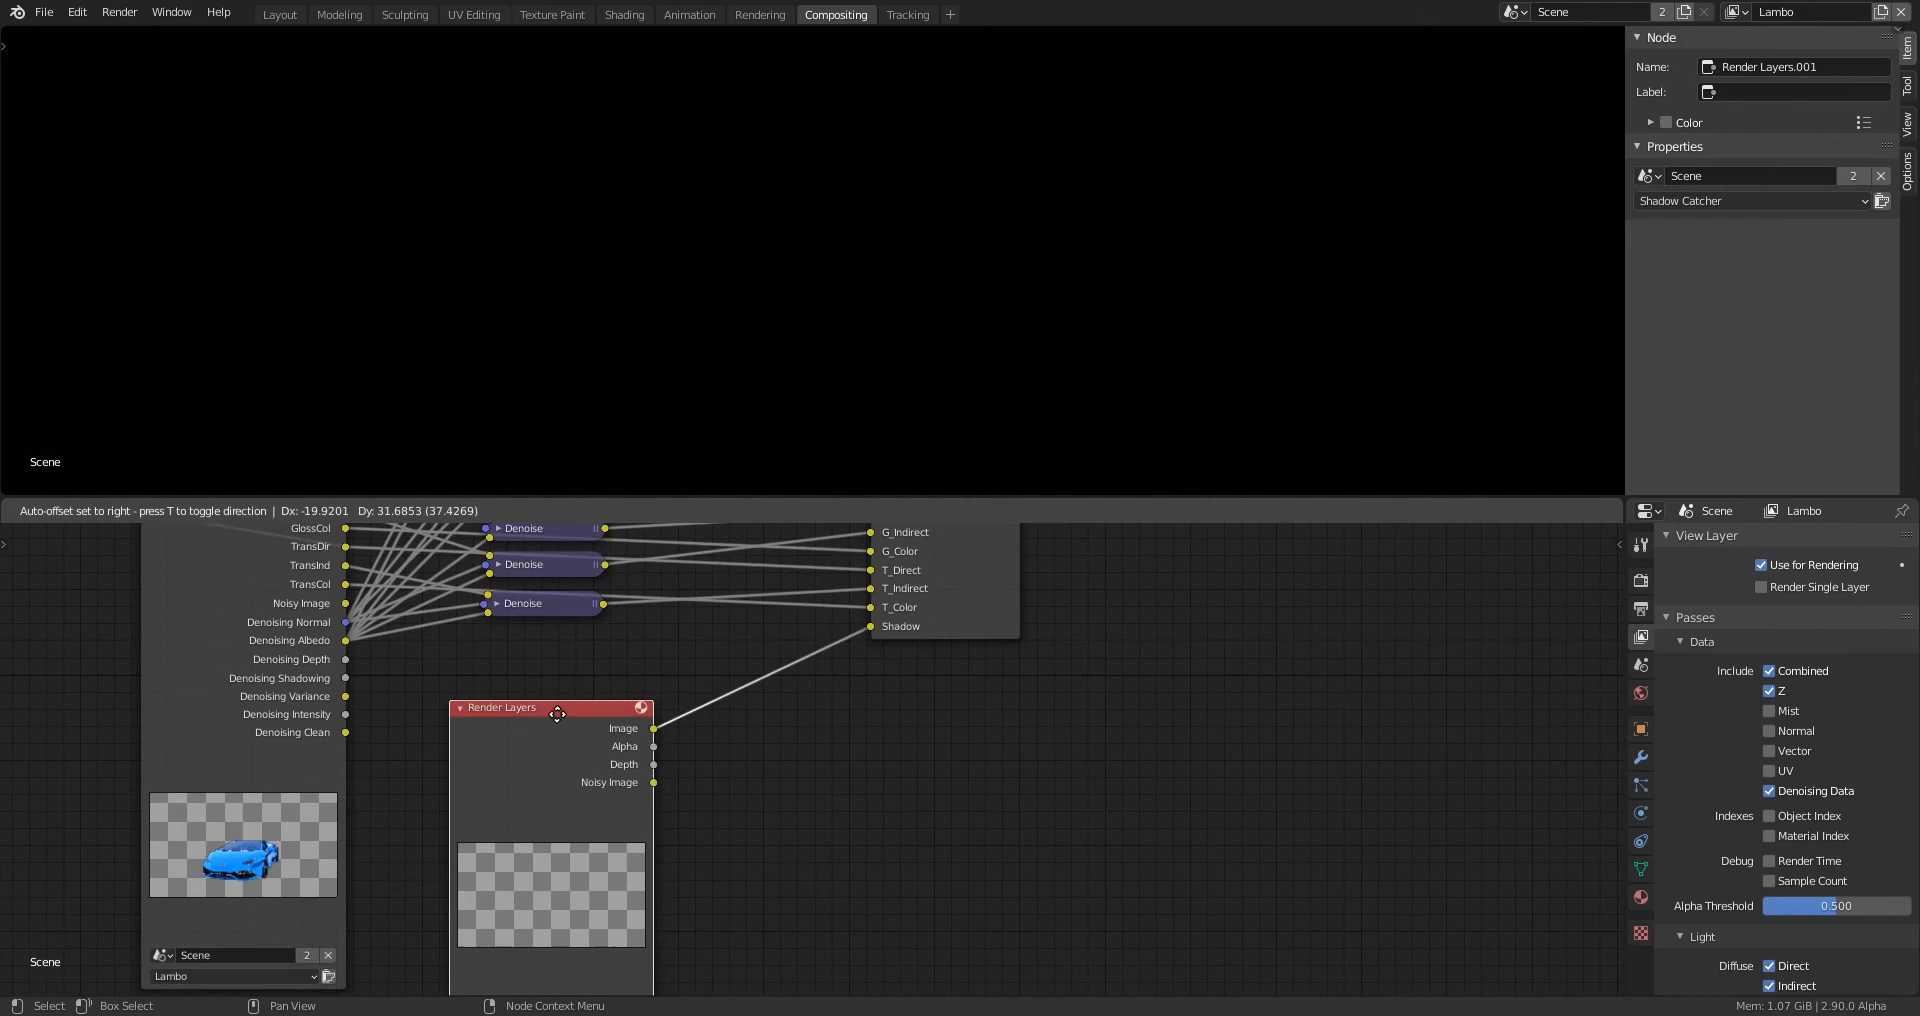 File Edit Render Window Help Layout Modeling Sculpting UV Editing Texture Paint Shading Animation Rendering Compositing Tracking + Scene 2 Lambo
Node
Name: Render Layers.001
Label:
Color
Properties
Scene 2
Shadow Catcher
Item
Tool
View
Options
Scene
Auto-offset set to right - press T to toggle direction | Dx: -19.9201 Dy: 31.6853 (37.4269)
GlossCol
TransDir
TransInd
TransCol
Noisy Image
Denoising Normal
Denoising Albedo
Denoising Depth
Denoising Shadowing
Denoising Variance
Denoising Intensity
Denoising Clean
Scene 2
Lambo
Denoise
Denoise
Denoise
G_Indirect
G_Color
T_Direct
T_Indirect
T_Color
Shadow
Render Layers
Image
Alpha
Depth
Noisy Image
Scene
Scene Lambo
View Layer
Use for Rendering
Render Single Layer
Passes
Data
Include Combined
Z
Mist
Normal
Vector
UV
Denoising Data
Indexes Object Index
Material Index
Debug Render Time
Sample Count
Alpha Threshold 0.500
Light
Diffuse Direct
Indirect
Select Box Select Pan View Node Context Menu Mem: 1.07 GiB | 2.90.0 Alpha